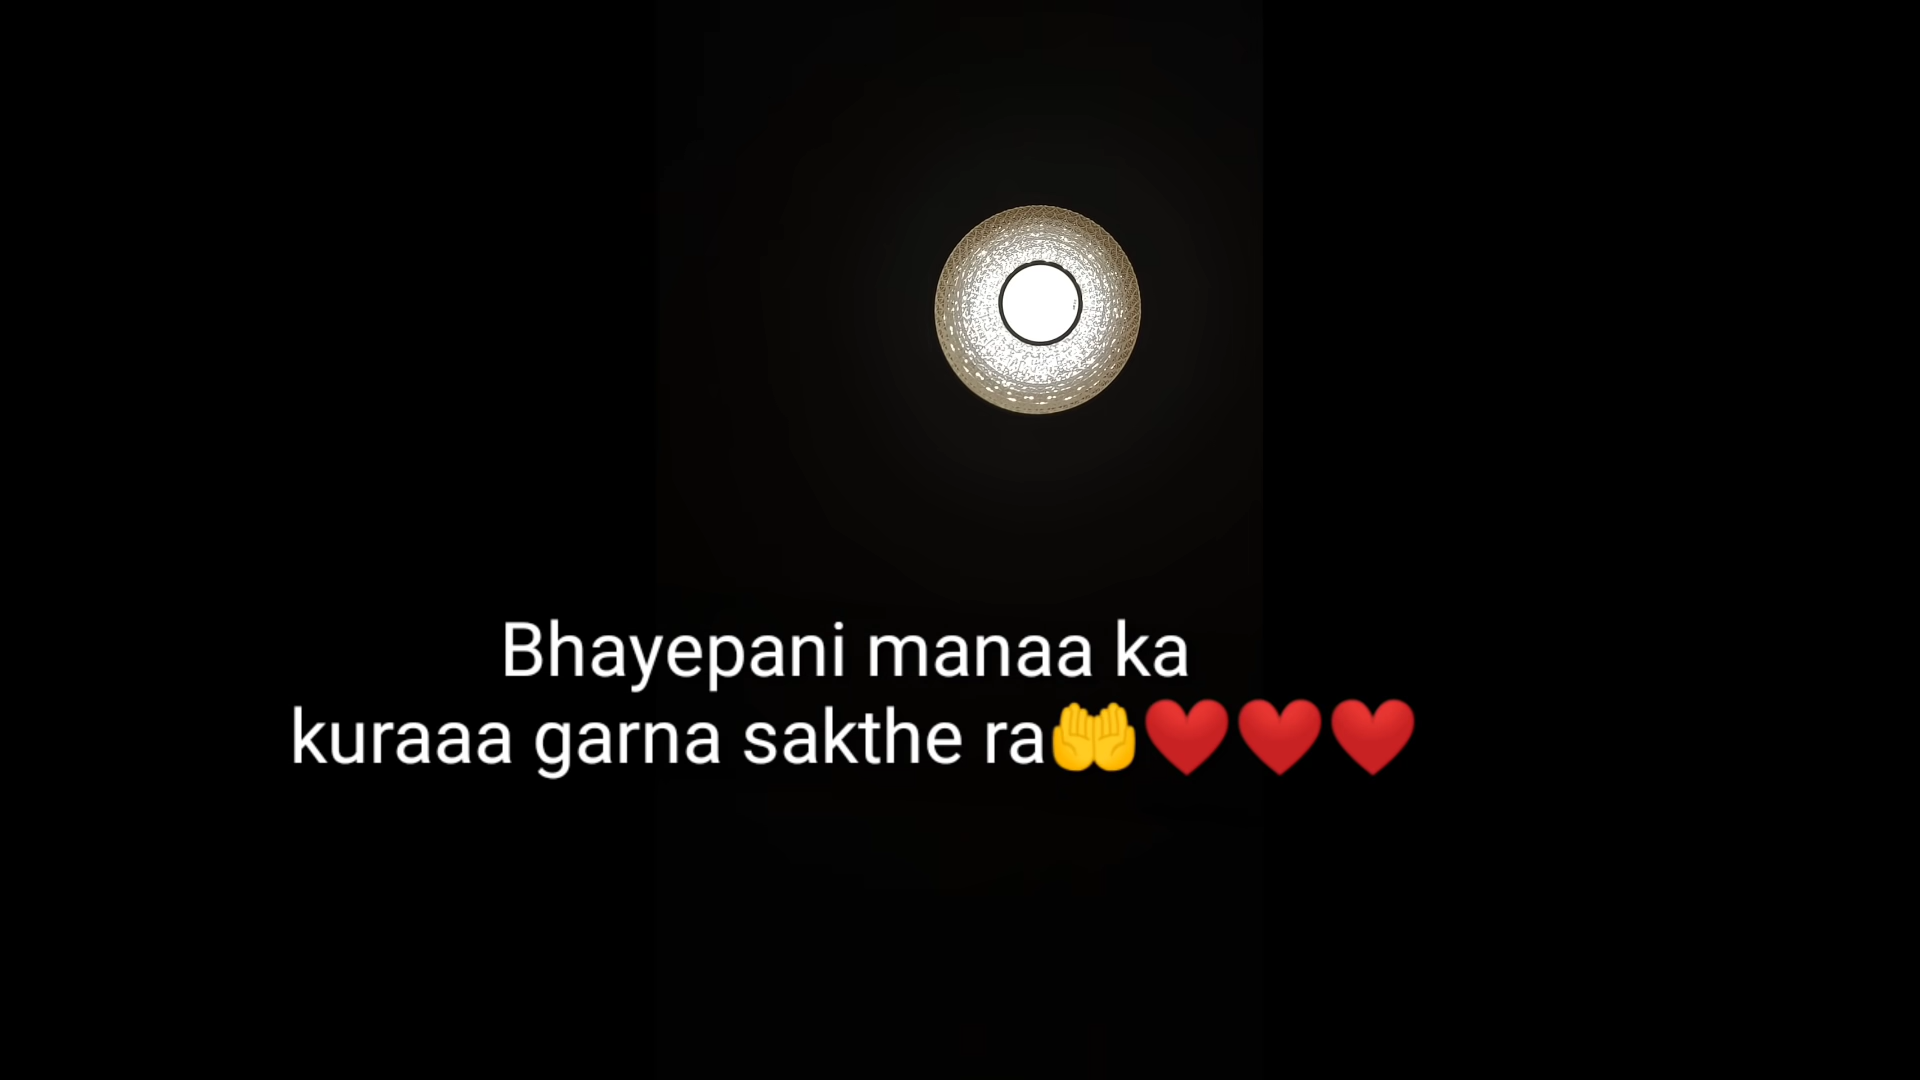 Bhayepani manaa ka
kuraaa garna sakthe ra🤲❤️❤️❤️